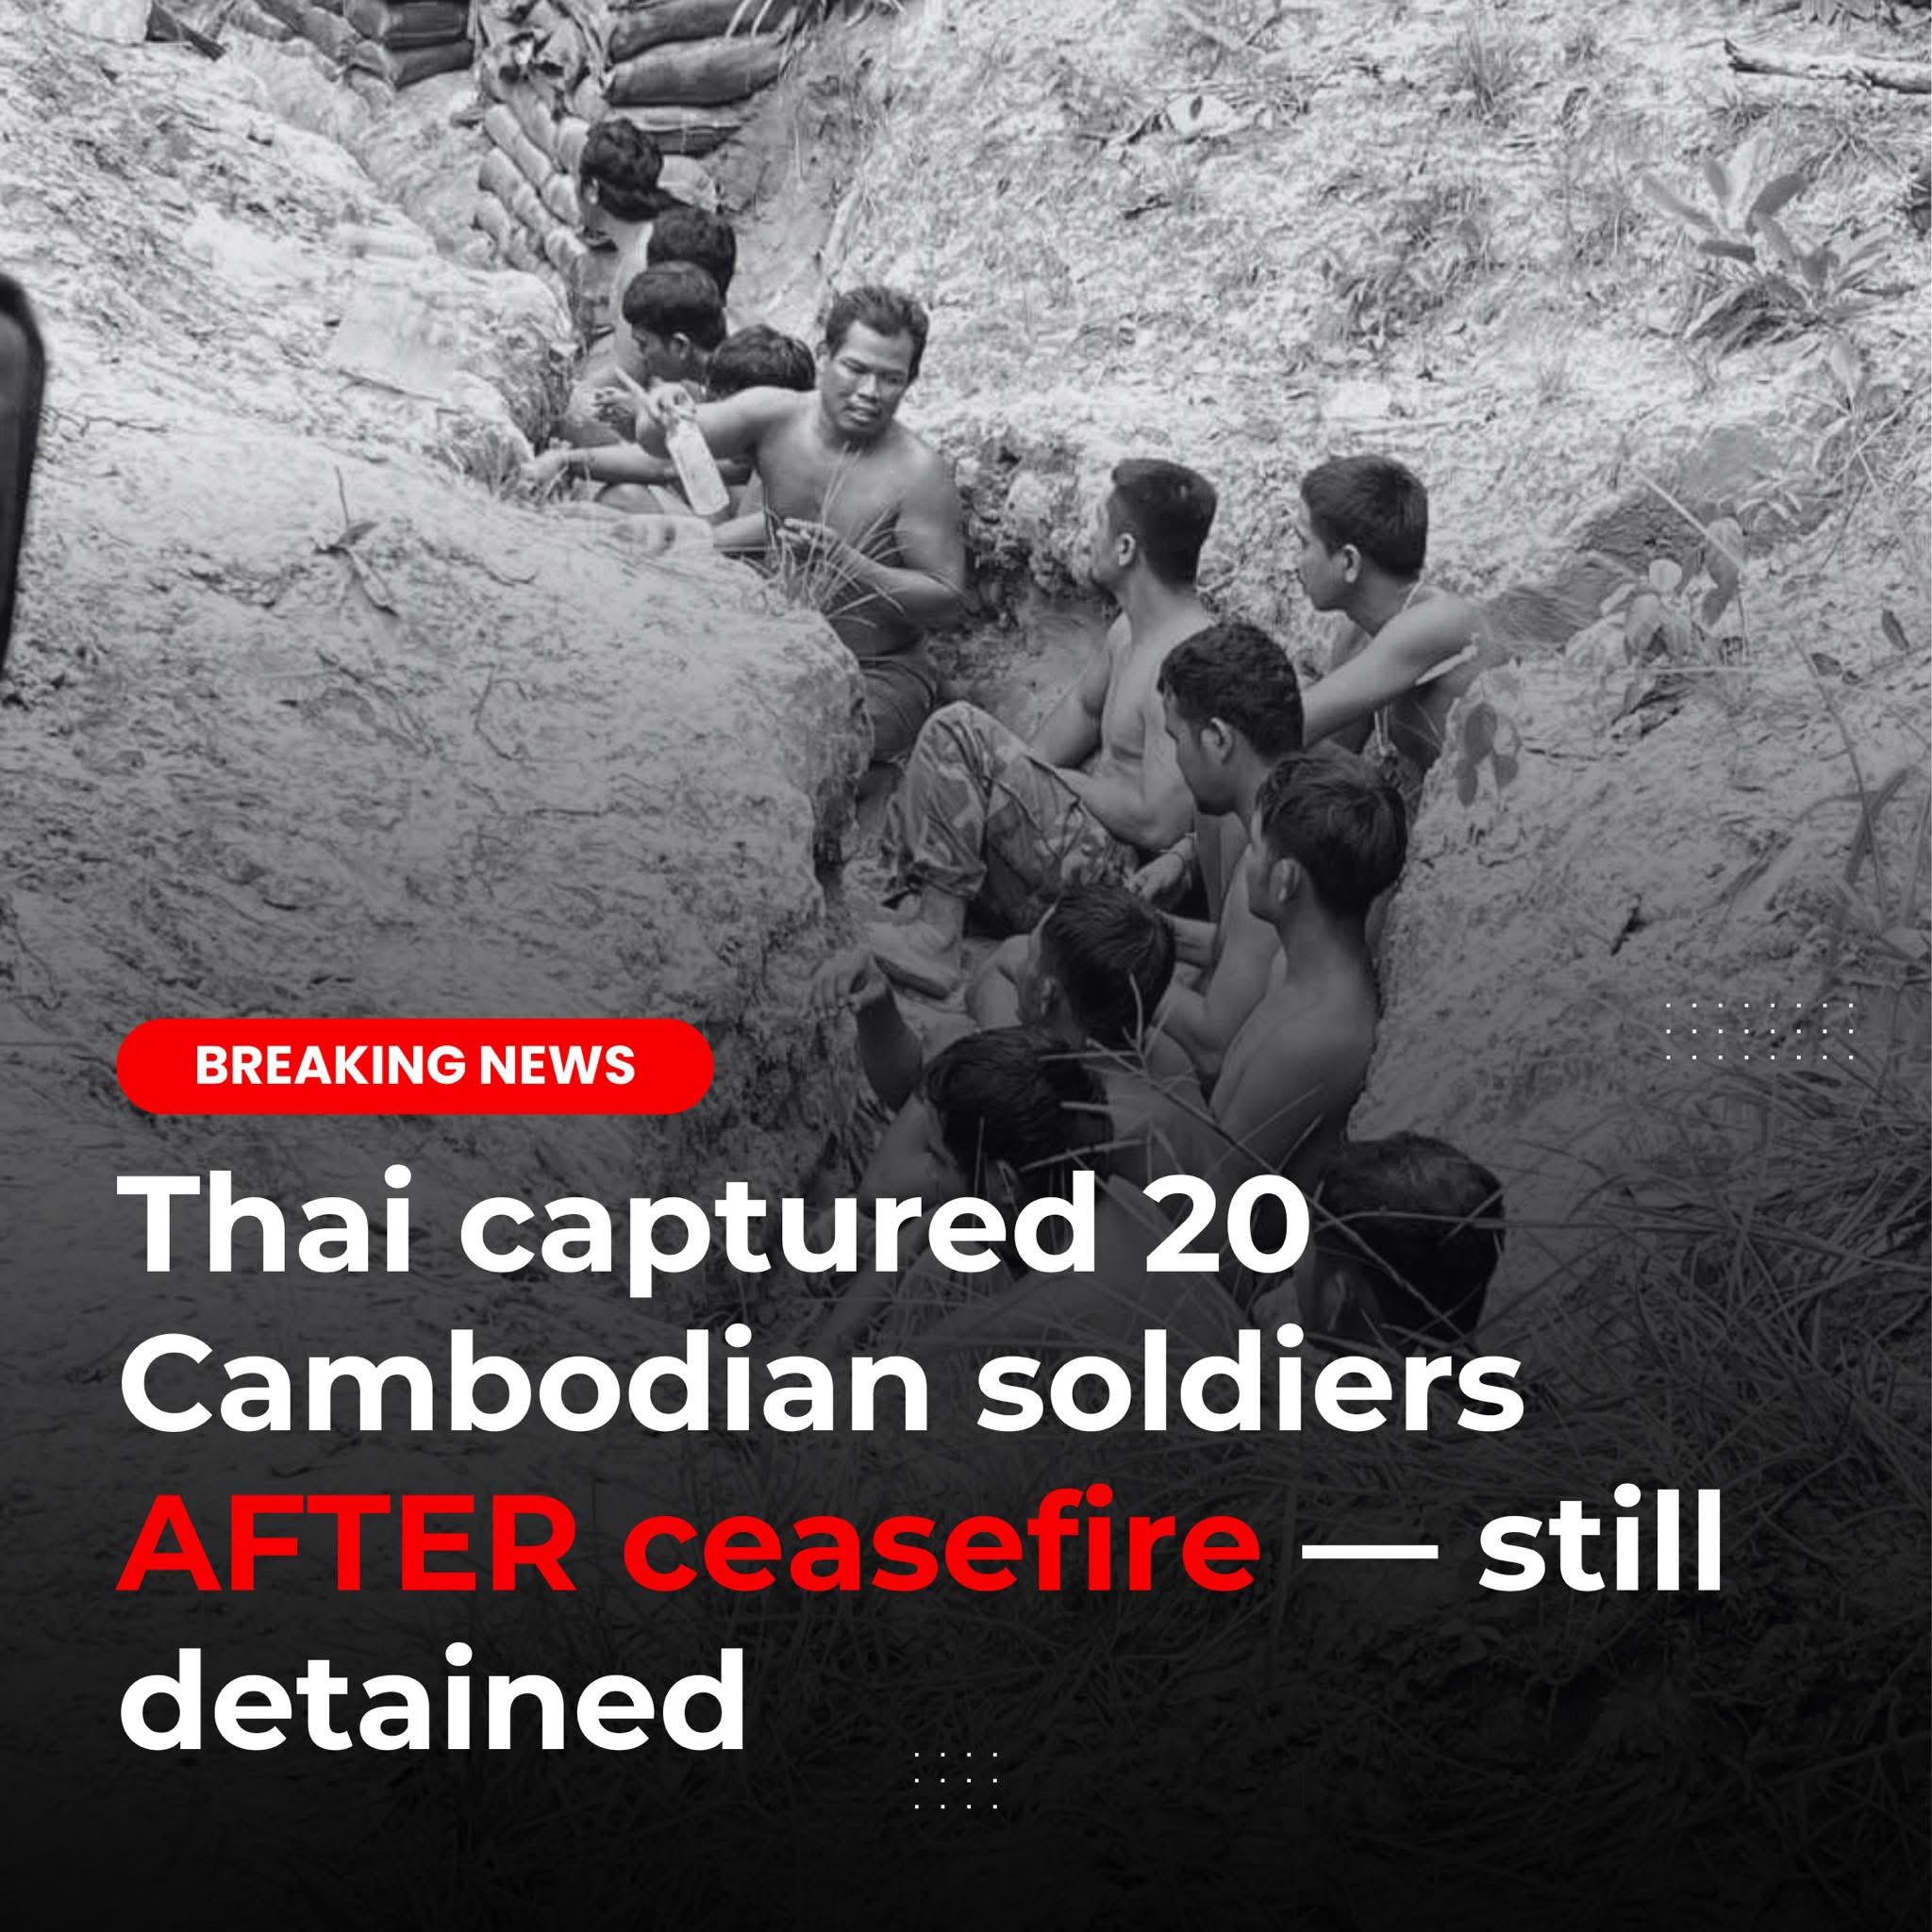 BREAKING NEWS
Thai captured 20
Cambodian soldiers
AFTER ceasefire — still
detained